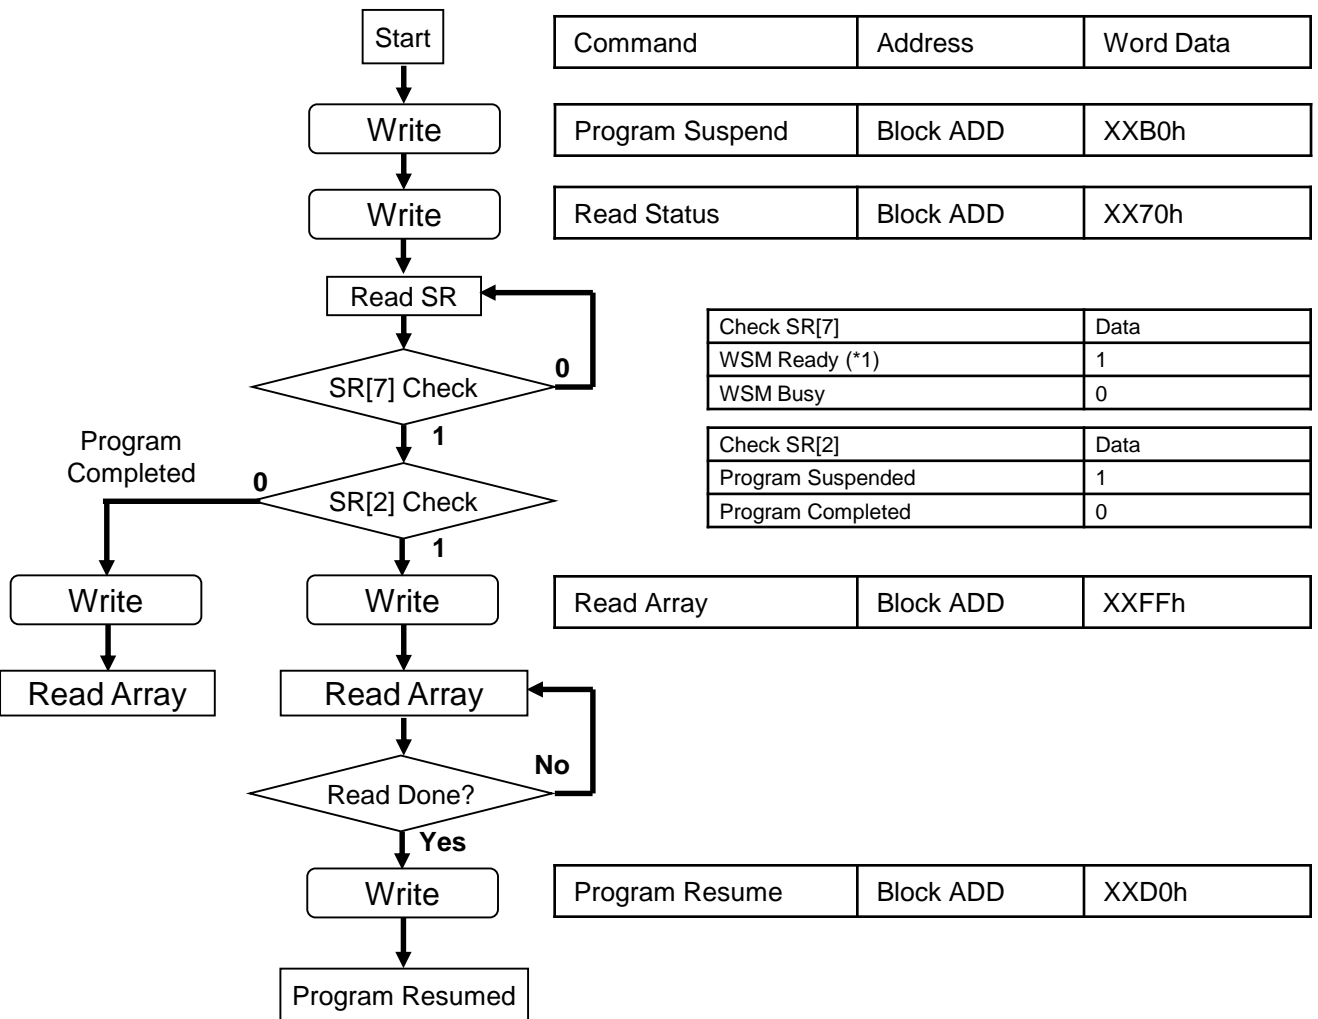 Start
Command Address Word Data
Write
Program Suspend Block ADD XXB0h
Write
Read Status Block ADD XX70h
Read SR
Check SR[7] Data
WSM Ready (*1) 1
WSM Busy 0
SR[7] Check
0
1
Check SR[2] Data
Program Suspended 1
Program Completed 0
Program
Completed
0
SR[2] Check
1
Write
Write
Read Array Block ADD XXFFh
Read Array
Read Array
No
Read Done?
Yes
Write
Program Resume Block ADD XXD0h
Program Resumed